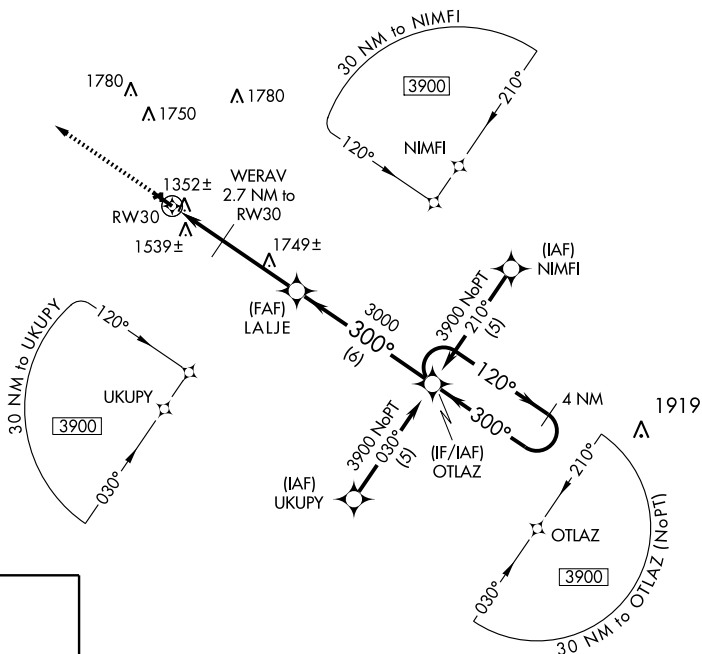 30 NM to NIMFI
3900
210°
120°
NIMFI
1780
1750
1780
1352±
RW30
1539±
WERAV
2.7 NM to
RW30
1749±
(FAF)
LALJE
(IAF)
NIMFI
3900 NoPT
210°
(5)
3000
300°
(6)
120°
300°
4 NM
(IF/IAF)
OTLAZ
3900 NoPT
030°
(5)
(IAF)
UKUPY
30 NM to UKUPY
120°
UKUPY
3900
030°
1919
210°
OTLAZ
3900
030°
30 NM to OTLAZ (NoPT)